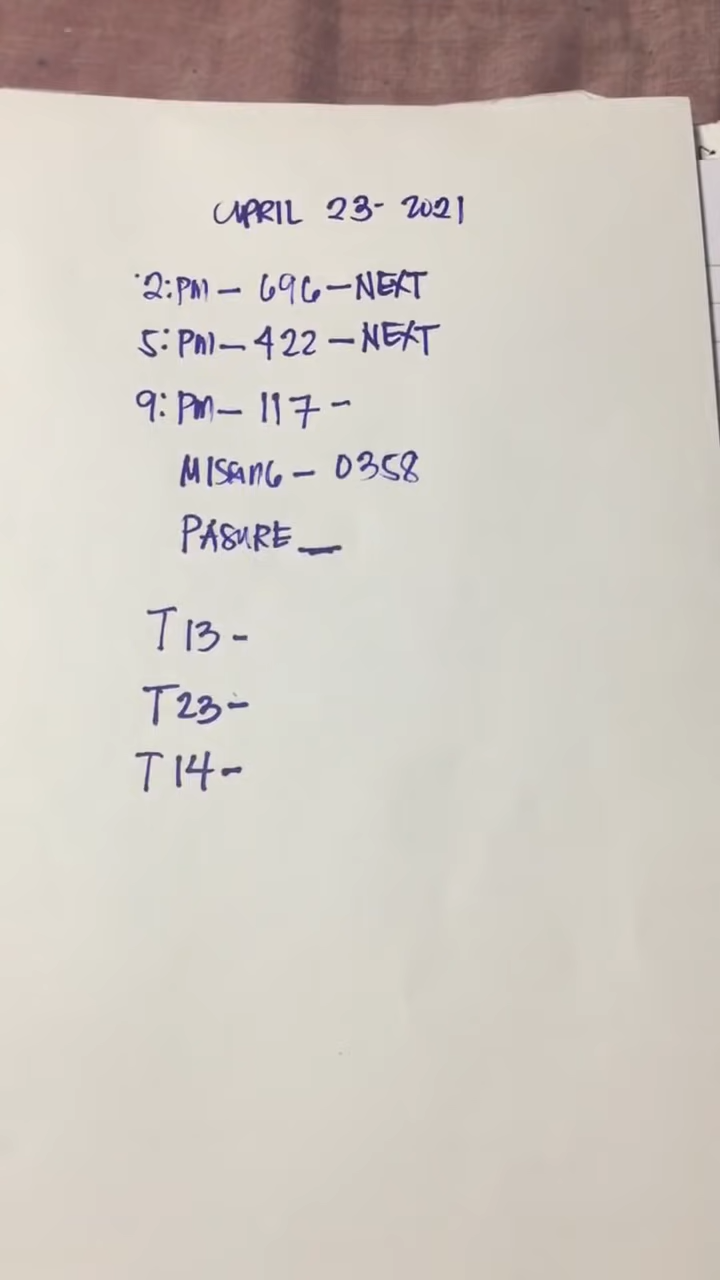 APRIL 23- 2021
2:PM - 696 - NEXT
5:PM - 422 - NEXT
9:PM - 117 -
MISANG - 0358
PASURE _
T13 -
T23 -
T14 -